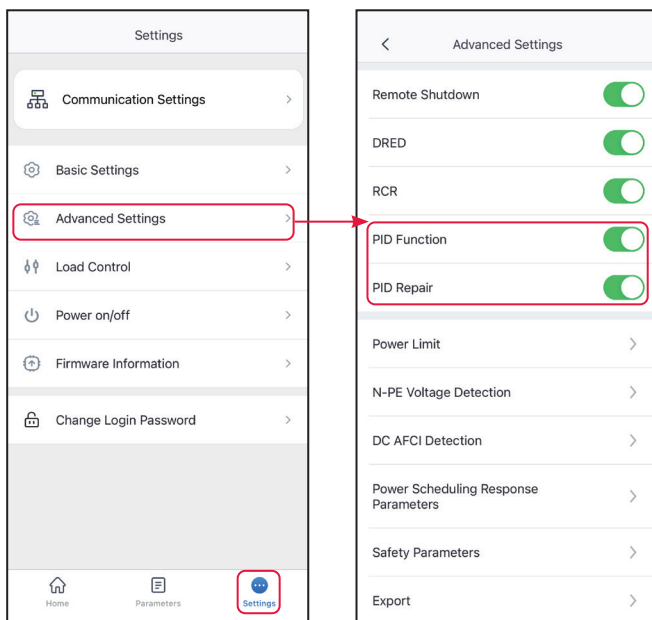 Settings
Communication Settings
Basic Settings
Advanced Settings
Load Control
Power on/off
Firmware Information
Change Login Password
Home
Parameters
Settings
Advanced Settings
Remote Shutdown
DRED
RCR
PID Function
PID Repair
Power Limit
N-PE Voltage Detection
DC AFCI Detection
Power Scheduling Response
Parameters
Safety Parameters
Export